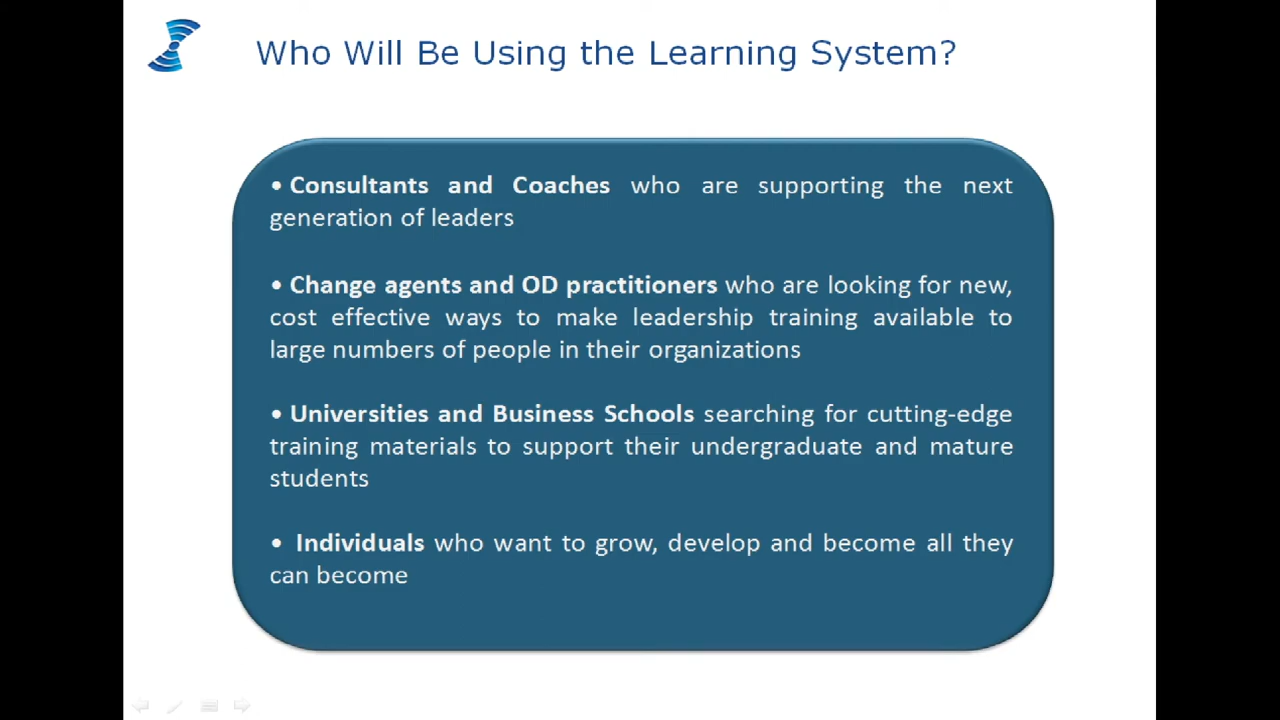 Who Will Be Using the Learning System?
• Consultants and Coaches who are supporting the next
generation of leaders
• Change agents and OD practitioners who are looking for new,
cost effective ways to make leadership training available to
large numbers of people in their organizations
• Universities and Business Schools searching for cutting-edge
training materials to support their undergraduate and mature
students
• Individuals who want to grow, develop and become all they
can become